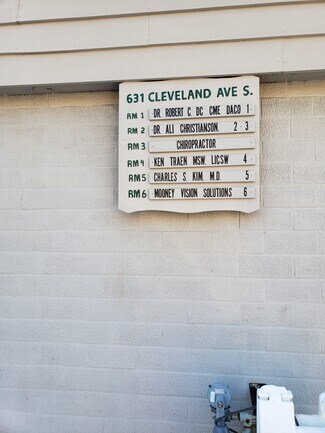 631 CLEVELAND AVE S.
RM 1 DR. ROBERT C. DC CME DACO 1
RM 2 DR. ALI CHRISTIANSON. 2-3
RM 3 CHIROPRACTOR
RM 4 KEN TRAEN MSW LICSW 4
RM 5 CHARLES S. KIM M.D. 5
RM 6 MOONEY VISION SOLUTIONS 6